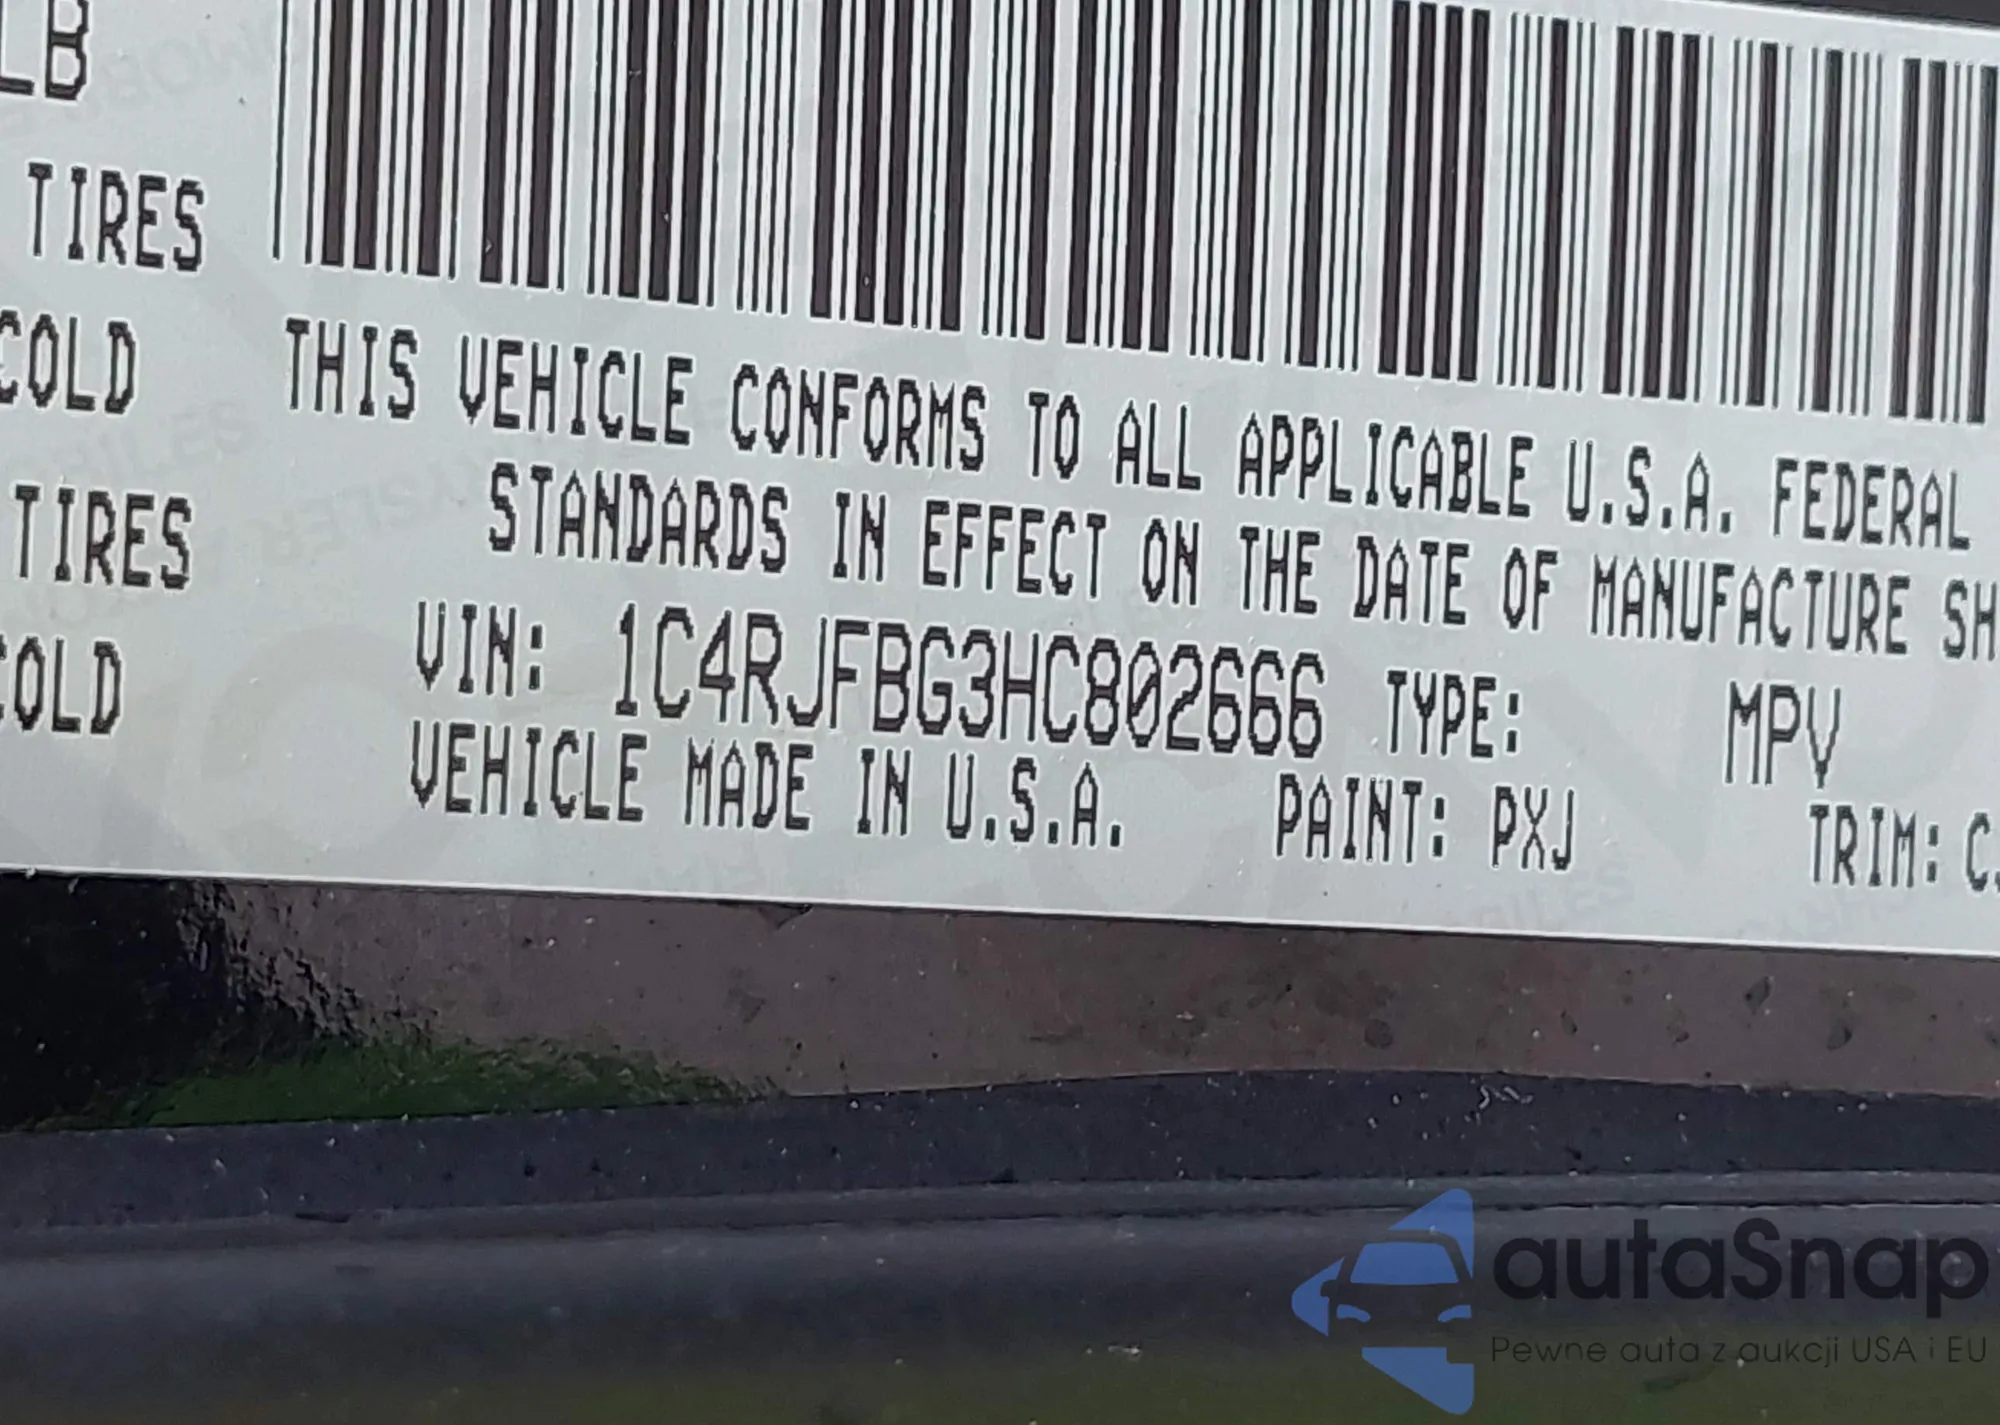 LB
TIRES
COLD
THIS VEHICLE CONFORMS TO ALL APPLICABLE U.S.A. FEDERAL
TIRES
STANDARDS IN EFFECT ON THE DATE OF MANUFACTURE SH
COLD
VIN: 1C4RJFBG3HC802666 TYPE: MPV
VEHICLE MADE IN U.S.A. PAINT: PXJ TRIM: C
autaSnap
Pewne auta z aukcji USA i EU